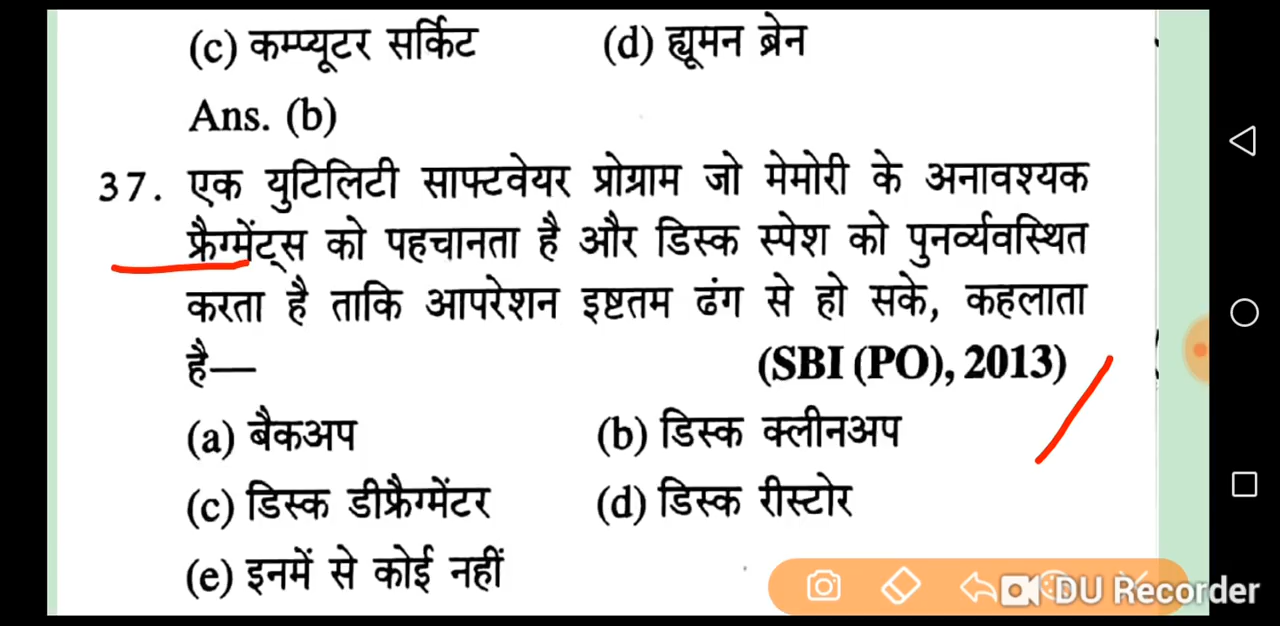 (c) कम्प्यूटर सर्किट (d) ह्यूमन ब्रेन
Ans. (b)
37. एक युटिलिटी साफ्टवेयर प्रोग्राम जो मेमोरी के अनावश्यक
फ्रैग्मेंट्स को पहचानता है और डिस्क स्पेश को पुनर्व्यवस्थित
करता है ताकि आपरेशन इष्टतम ढंग से हो सके, कहलाता
है— (SBI (PO), 2013)
(a) बैकअप (b) डिस्क क्लीनअप
(c) डिस्क डीफ्रैग्मेंटर (d) डिस्क रीस्टोर
(e) इनमें से कोई नहीं
DU Recorder